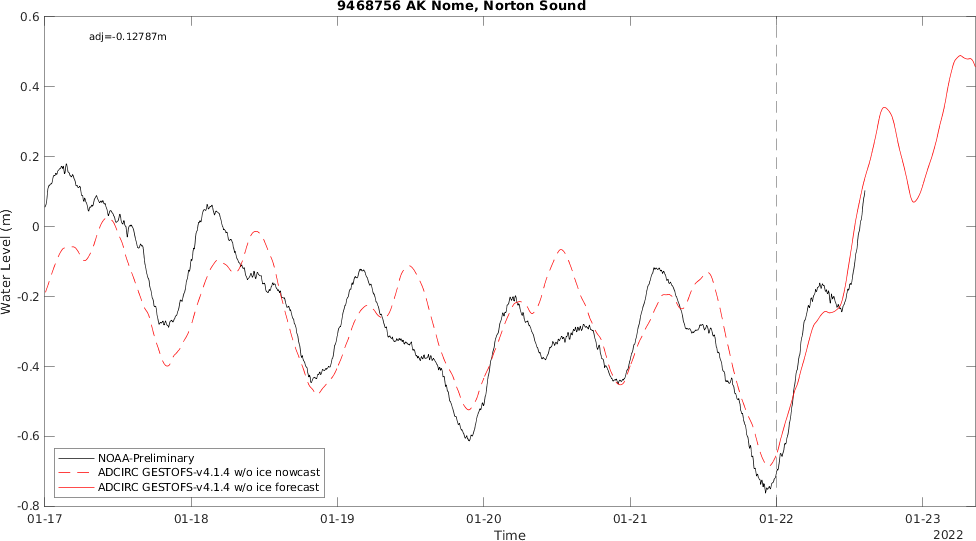 9468756 AK Nome, Norton Sound
adj=-0.12787m
0.6
0.4
0.2
0
-0.2
-0.4
-0.6
-0.8
Water Level (m)
NOAA-Preliminary
ADCIRC GESTOFS-v4.1.4 w/o ice nowcast
ADCIRC GESTOFS-v4.1.4 w/o ice forecast
01-17 01-18 01-19 01-20 01-21 01-22 01-23
Time
2022